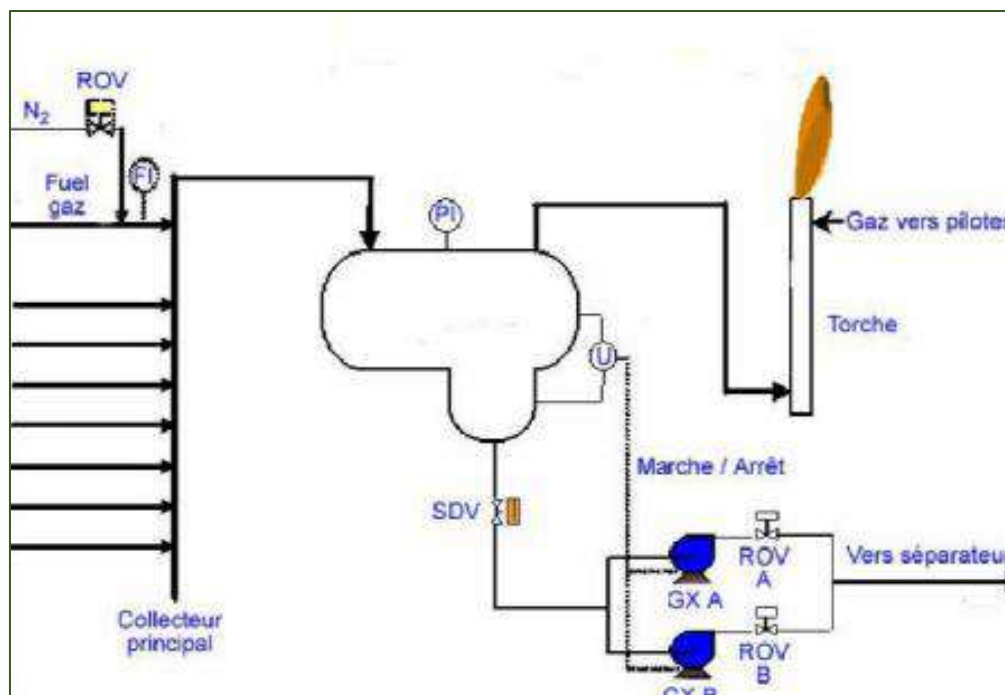 ROV
N2
Fuel
gaz
FI
PI
Gaz vers pilotes
Torche
U
Marche / Arrêt
SDV
ROV
A
Vers séparateur
GX A
Collecteur
principal
ROV
B
GX B